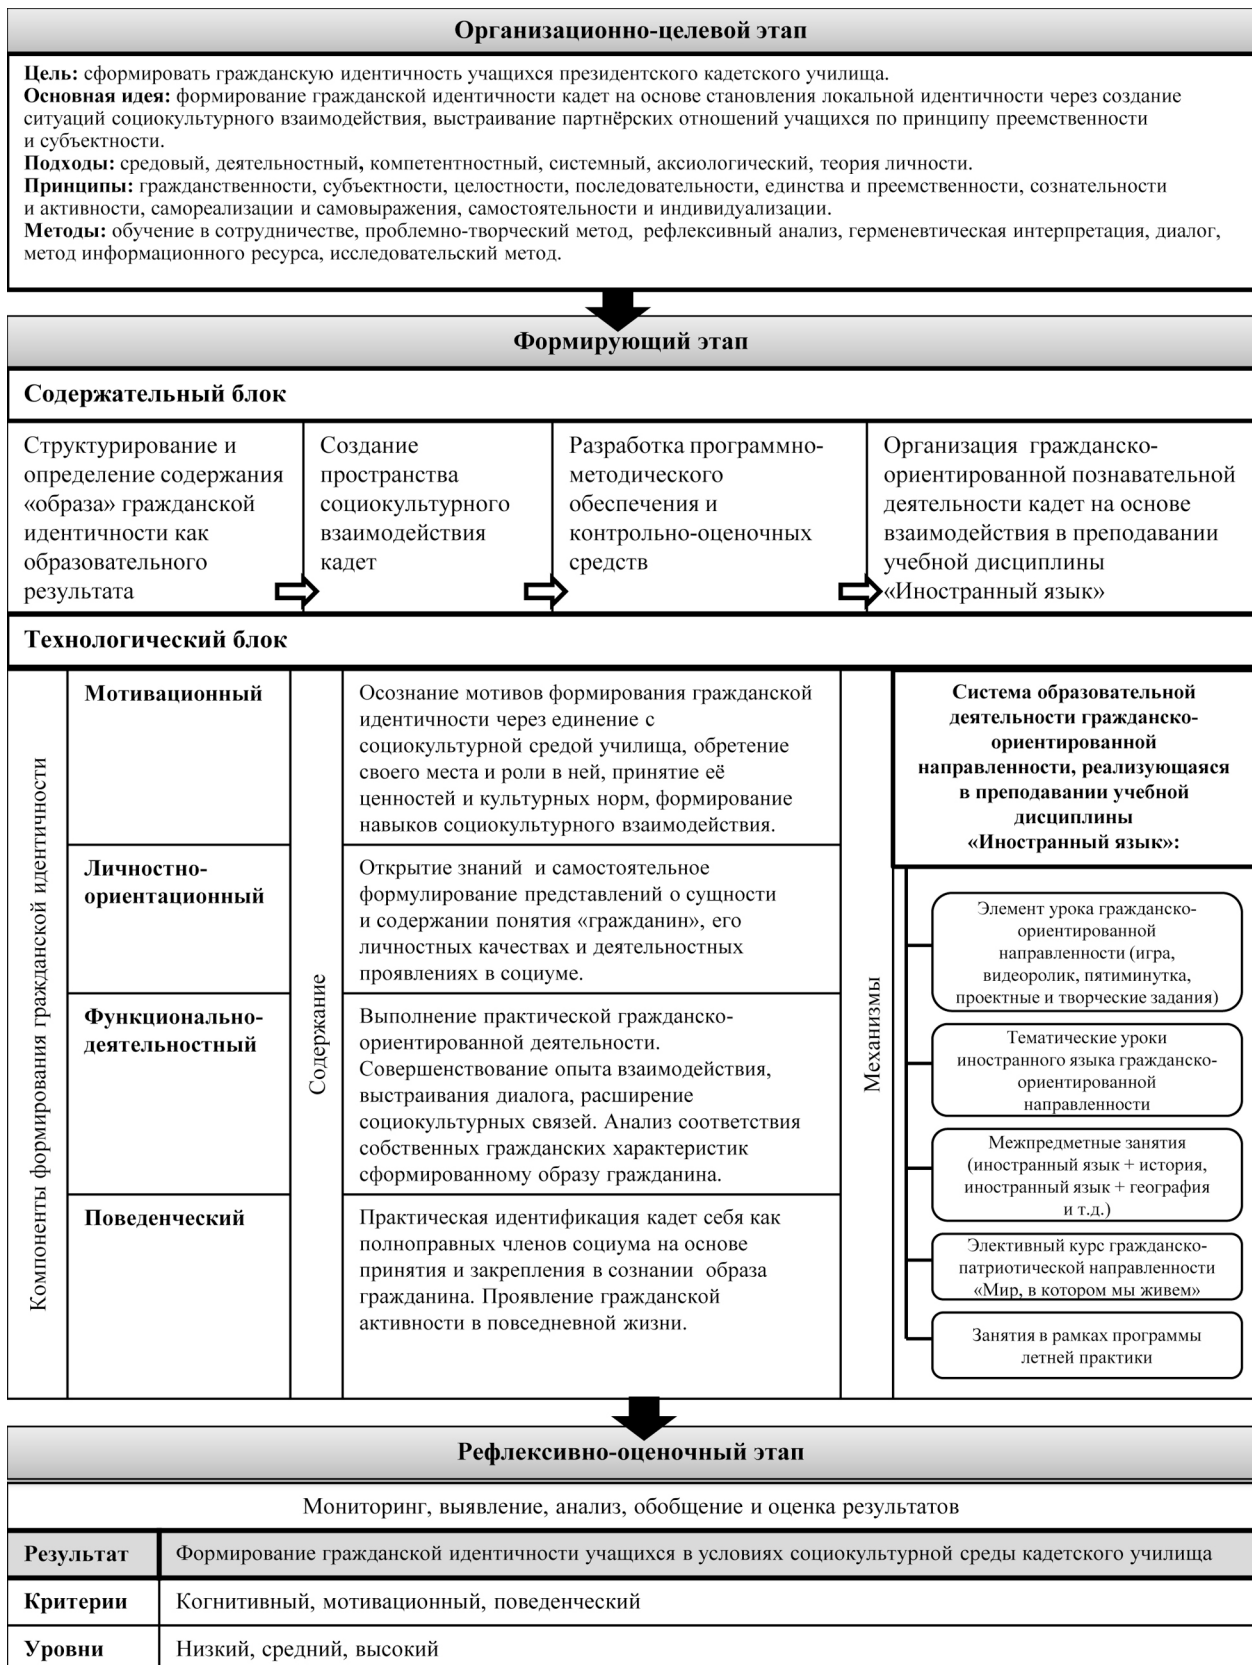 Организационно-целевой этап
Цель: сформировать гражданскую идентичность учащихся президентского кадетского училища.
Основная идея: формирование гражданской идентичности кадет на основе становления локальной идентичности через создание
ситуаций социокультурного взаимодействия, выстраивание партнёрских отношений учащихся по принципу преемственности
и субъектности.
Подходы: средовый, деятельностный, компетентностный, системный, аксиологический, теория личности.
Принципы: гражданственности, субъектности, целостности, последовательности, единства и преемственности, сознательности
и активности, самореализации и самовыражения, самостоятельности и индивидуализации.
Методы: обучение в сотрудничестве, проблемно-творческий метод, рефлексивный анализ, герменевтическая интерпретация, диалог,
метод информационного ресурса, исследовательский метод.
Формирующий этап
Содержательный блок
Структурирование и
определение содержания
«образа» гражданской
идентичности как
образовательного
результата
Создание
пространства
социокультурного
взаимодействия
кадет
Разработка программно-
методического
обеспечения и
контрольно-оценочных
средств
Организация гражданско-
ориентированной познавательной
деятельности кадет на основе
взаимодействия в преподавании
учебной дисциплины
«Иностранный язык»
Технологический блок
Компоненты формирования гражданской идентичности
Мотивационный
Личностно-
ориентационный
Функционально-
деятельностный
Поведенческий
Содержание
Осознание мотивов формирования гражданской
идентичности через единение с
социокультурной средой училища, обретение
своего места и роли в ней, принятие её
ценностей и культурных норм, формирование
навыков социокультурного взаимодействия.
Открытие знаний и самостоятельное
формулирование представлений о сущности
и содержании понятия «гражданин», его
личностных качествах и деятельностных
проявлениях в социуме.
Выполнение практической гражданско-
ориентированной деятельности.
Совершенствование опыта взаимодействия,
выстраивания диалога, расширение
социокультурных связей. Анализ соответствия
собственных гражданских характеристик
сформированному образу гражданина.
Практическая идентификация кадет себя как
полноправных членов социума на основе
принятия и закрепления в сознании образа
гражданина. Проявление гражданской
активности в повседневной жизни.
Механизмы
Система образовательной
деятельности гражданско-
ориентированной
направленности, реализующаяся
в преподавании учебной
дисциплины
«Иностранный язык»:
Элемент урока гражданско-
ориентированной
направленности (игра,
видеоролик, пятиминутка,
проектные и творческие задания)
Тематические уроки
иностранного языка гражданско-
ориентированной
направленности
Межпредметные занятия
(иностранный язык + история,
иностранный язык + география
и т.д.)
Элективный курс гражданско-
патриотической направленности
«Мир, в котором мы живем»
Занятия в рамках программы
летней практики
Рефлексивно-оценочный этап
Мониторинг, выявление, анализ, обобщение и оценка результатов
Результат
Формирование гражданской идентичности учащихся в условиях социокультурной среды кадетского училища
Критерии
Когнитивный, мотивационный, поведенческий
Уровни
Низкий, средний, высокий